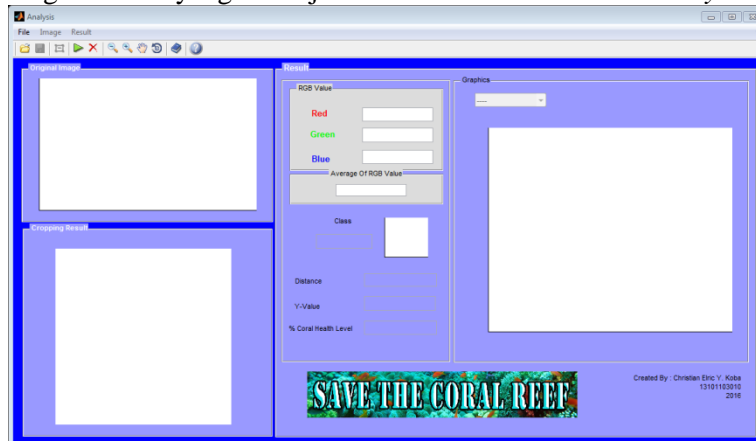 Analysis
File Image Result
Original Image
Cropping Result
Result
RGB Value
Red
Green
Blue
Average Of RGB Value
Class
Distance
Y-Value
% Coral Health Level
Graphics
----
SAVE THE CORAL REEF
Created By : Christian Elric Y. Koba
13101103010
2016